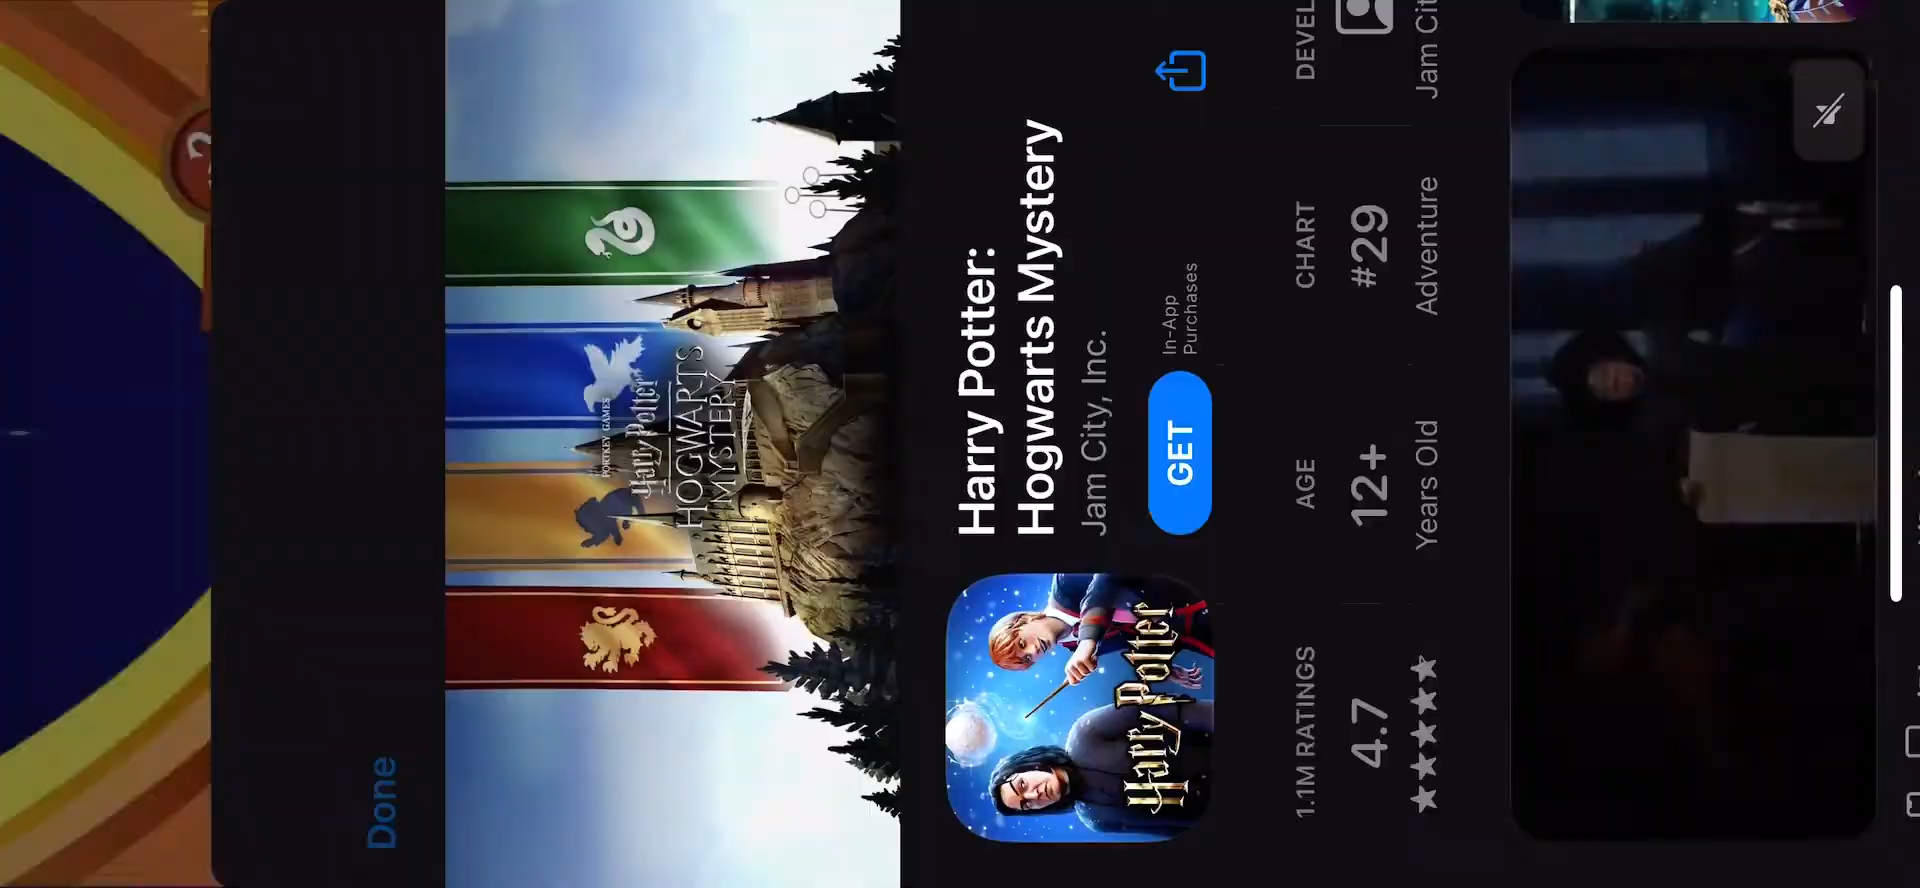 Done
PORTKEY GAMES
Harry Potter
HOGWARTS
MYSTERY
Harry Potter
Harry Potter:
Hogwarts Mystery
Jam City, Inc.
GET
In-App
Purchases
1.1M RATINGS
4.7
★★★★★
AGE
12+
Years Old
CHART
#29
Adventure
DEVEL
Jam Cit